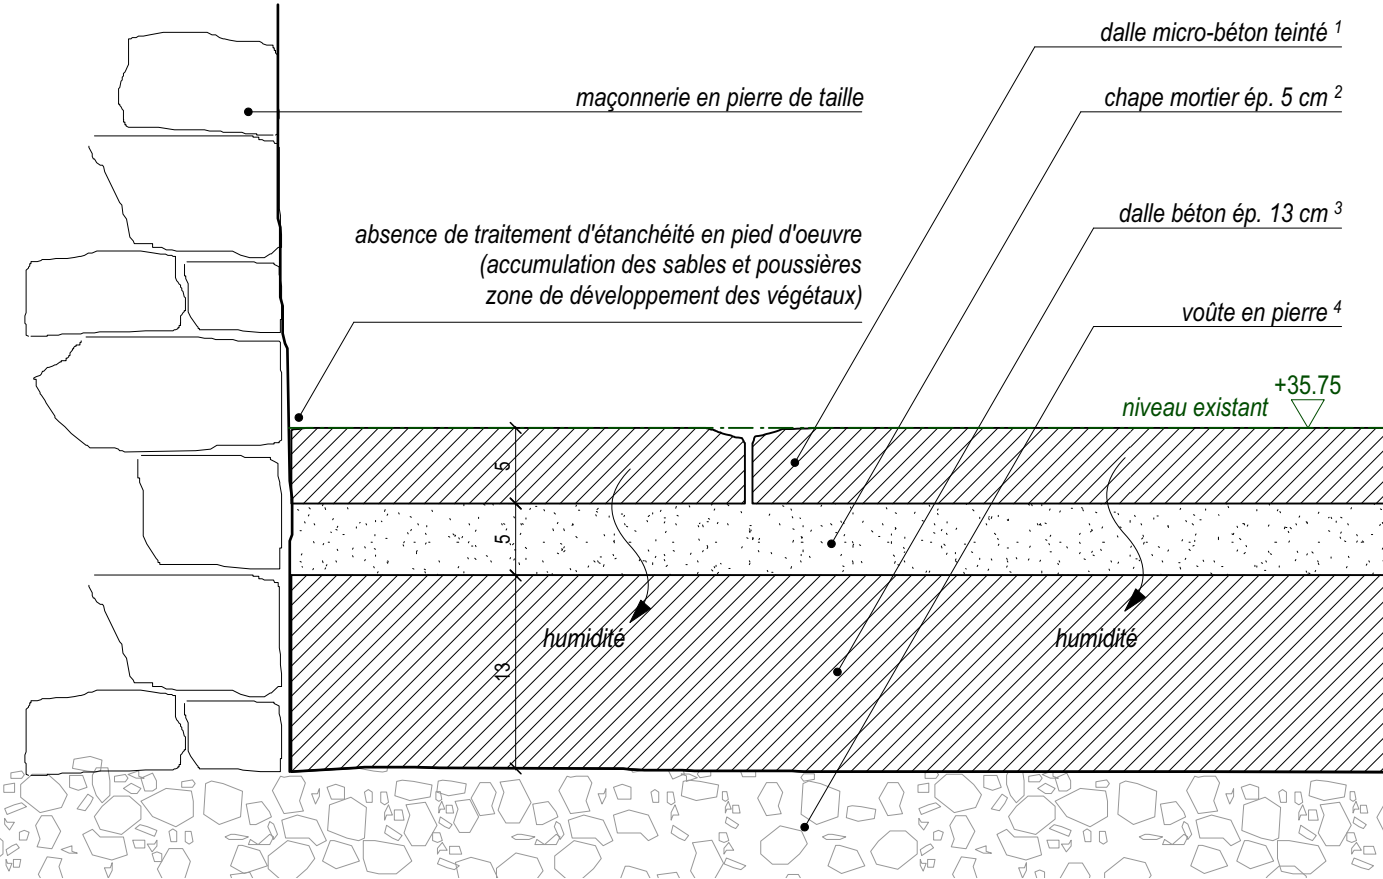 dalle micro-béton teinté 1
maçonnerie en pierre de taille
chape mortier ép. 5 cm 2
dalle béton ép. 13 cm 3
absence de traitement d'étanchéité en pied d'oeuvre
(accumulation des sables et poussières
zone de développement des végétaux)
voûte en pierre 4
+35.75
niveau existant
5
5
humidité
humidité
13